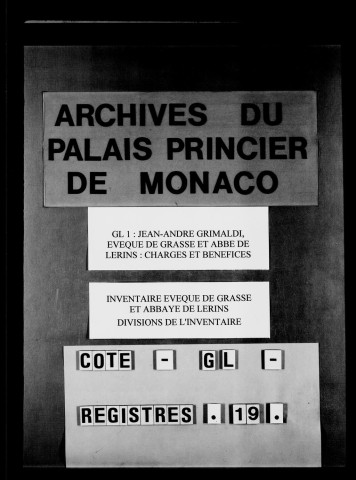 ARCHIVES DU
PALAIS PRINCIER
DE MONACO
GL 1 : JEAN-ANDRE GRIMALDI,
EVEQUE DE GRASSE ET ABBE DE
LERINS : CHARGES ET BENEFICES
INVENTAIRE EVEQUE DE GRASSE
ET ABBAYE DE LERINS
DIVISIONS DE L'INVENTAIRE
COTE - GL -
REGISTRES . 19 .